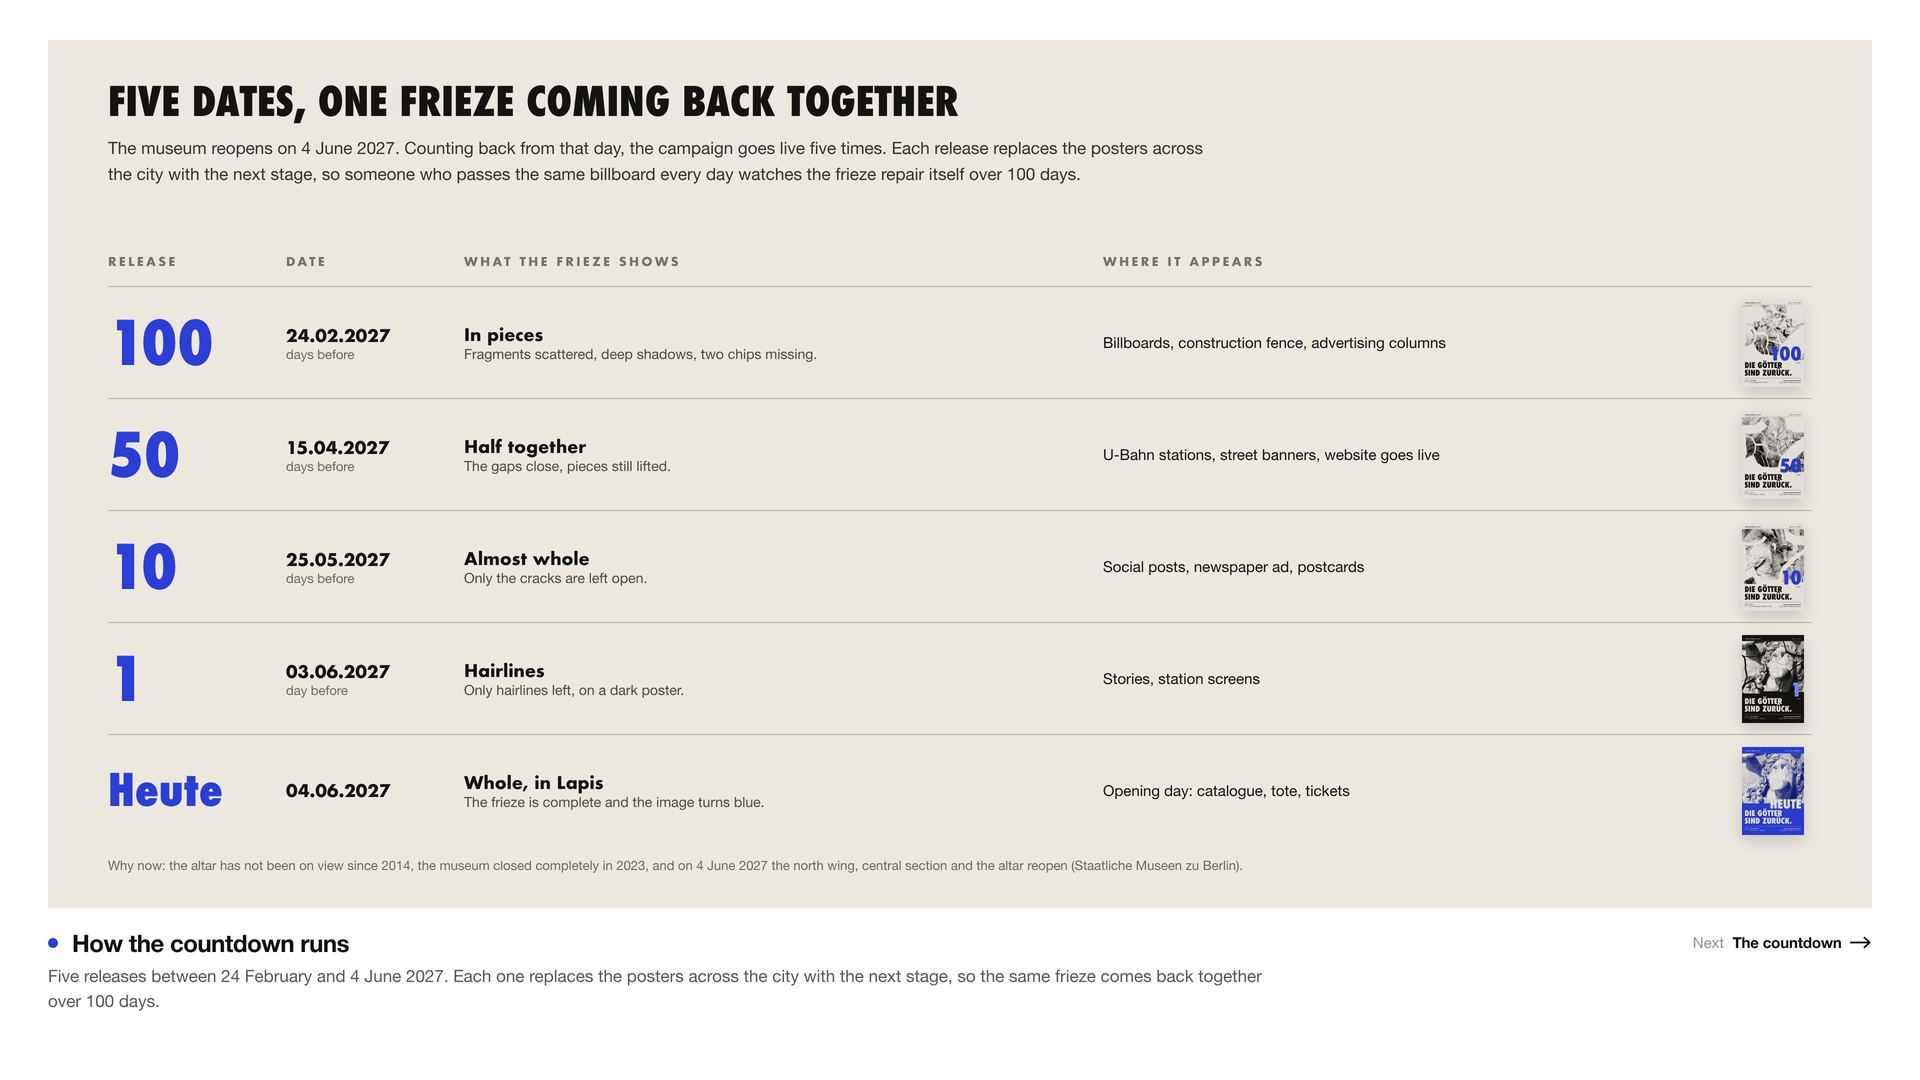 FIVE DATES, ONE FRIEZE COMING BACK TOGETHER
The museum reopens on 4 June 2027. Counting back from that day, the campaign goes live five times. Each release replaces the posters across
the city with the next stage, so someone who passes the same billboard every day watches the frieze repair itself over 100 days.
RELEASE DATE WHAT THE FRIEZE SHOWS WHERE IT APPEARS
100
24.02.2027
days before
In pieces
Fragments scattered, deep shadows, two chips missing.
Billboards, construction fence, advertising columns
100
DIE GÖTTER
SIND ZURÜCK.
50
15.04.2027
days before
Half together
The gaps close, pieces still lifted.
U-Bahn stations, street banners, website goes live
50
DIE GÖTTER
SIND ZURÜCK.
10
25.05.2027
days before
Almost whole
Only the cracks are left open.
Social posts, newspaper ad, postcards
10
DIE GÖTTER
SIND ZURÜCK.
1
03.06.2027
day before
Hairlines
Only hairlines left, on a dark poster.
Stories, station screens
1
DIE GÖTTER
SIND ZURÜCK.
Heute
04.06.2027
Whole, in Lapis
The frieze is complete and the image turns blue.
Opening day: catalogue, tote, tickets
HEUTE
DIE GÖTTER
SIND ZURÜCK.
Why now: the altar has not been on view since 2014, the museum closed completely in 2023, and on 4 June 2027 the north wing, central section and the altar reopen (Staatliche Museen zu Berlin).
How the countdown runs
Next The countdown →
Five releases between 24 February and 4 June 2027. Each one replaces the posters across the city with the next stage, so the same frieze comes back together
over 100 days.